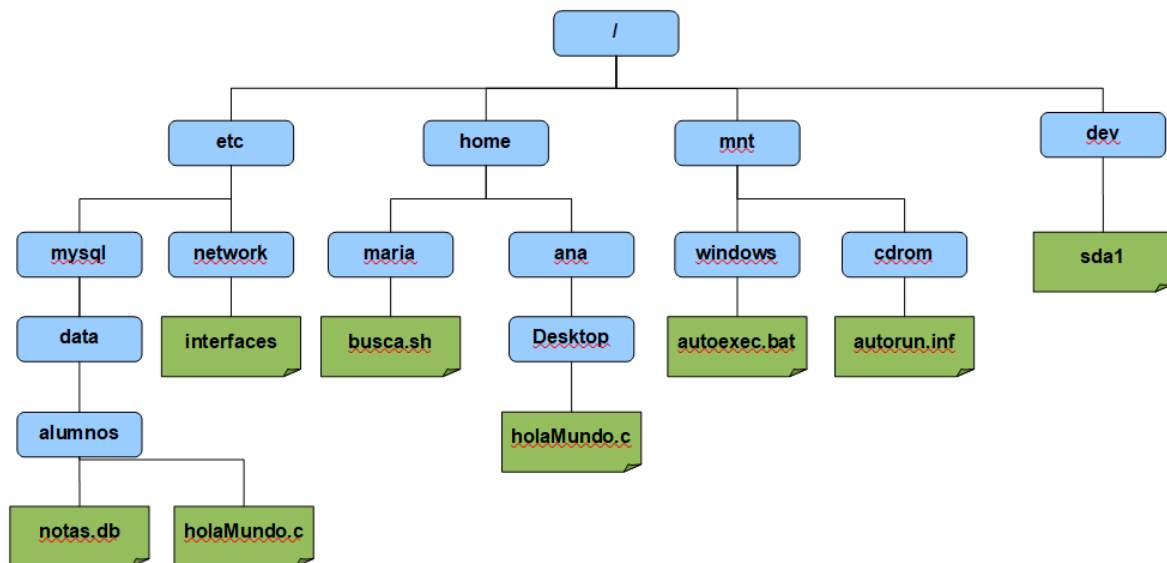 /
etc
home
mnt
dev
mysql
network
maria
ana
windows
cdrom
sda1
data
interfaces
busca.sh
Desktop
autoexec.bat
autorun.inf
alumnos
holaMundo.c
notas.db
holaMundo.c